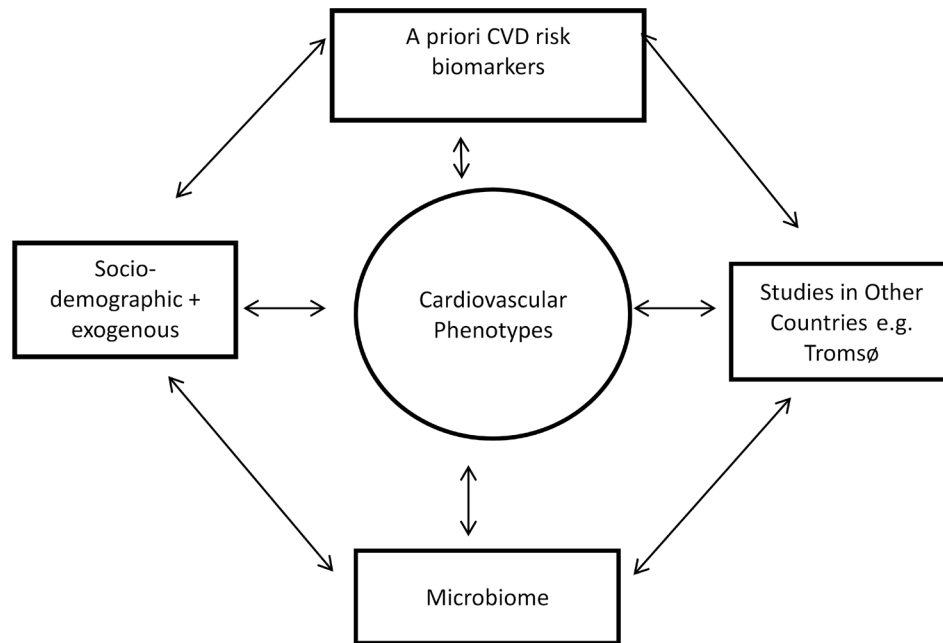 A priori CVD risk
biomarkers
Socio-
demographic +
exogenous
Cardiovascular
Phenotypes
Studies in Other
Countries e.g.
Tromsø
Microbiome